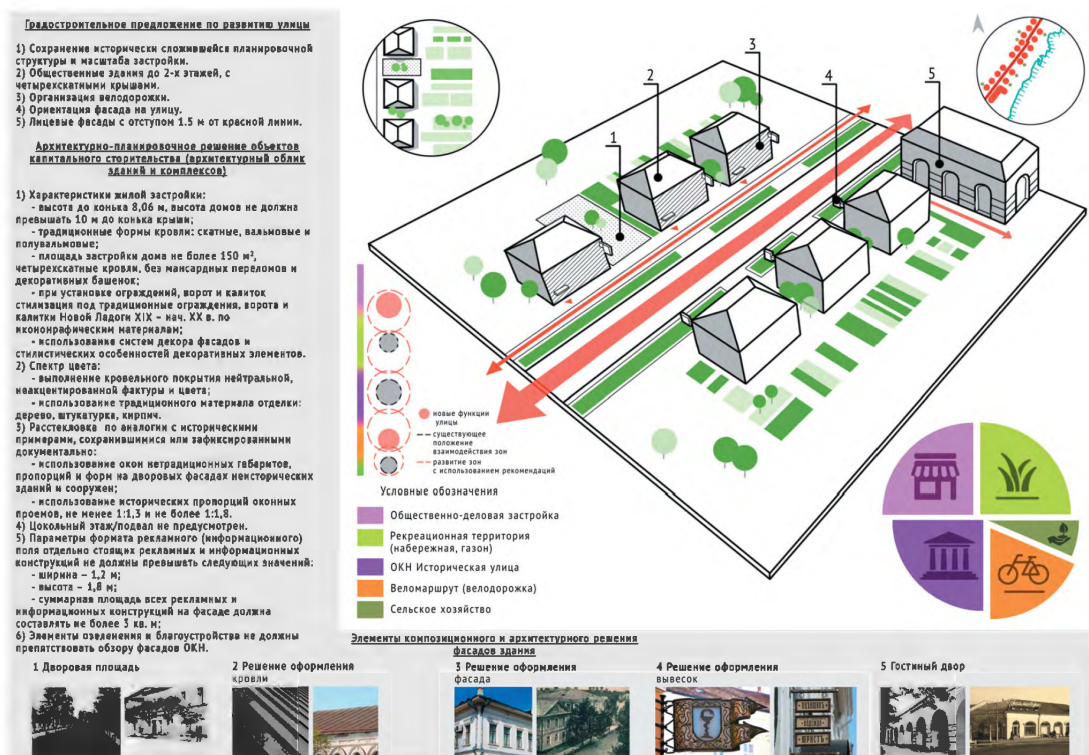 Градостроительное предложение по развитию улицы
1) Сохранение исторически сложившейся планировочной
структуры и масштаба застройки.
2) Общественные здания до 2-х этажей, с
четырехскатными крышами.
3) Организация велодорожки.
4) Ориентация фасада на улицу.
5) Лицевые фасады с отступом 1.5 м от красной линии.
Архитектурно-планировочное решение объектов
капитального сторительства (архитектурный облик
зданий и комплексов)
1) Характеристики жилой застройки:
- высота до конька 8,06 м, высота домов не должна
превышать 10 м до конька крыши;
- традиционные формы кровли: скатные, вальмовые и
полувальмовые;
- площадь застройки дома не более 150 м²,
четырехскатные кровли, без мансардных переломов и
декоративных башенок;
- при установке ограждений, ворот и калиток
стилизация под традиционные ограждения, ворота и
калитки Новой Ладоги XIX – нач. XX в. по
иконографическим материалам;
- использование систем декора фасадов и
стилистических особенностей декоративных элементов.
2) Спектр цвета:
- выполнение кровельного покрытия нейтральной,
неакцентированной фактуры и цвета;
- использование традиционного материала отделки:
дерево, штукатурка, кирпич.
3) Расстекловка по аналогии с историческими
примерами, сохранившимися или зафиксированными
документально:
- использование окон нетрадиционных габаритов,
пропорций и форм на дворовых фасадах неисторических
зданий и сооружен;
- использование исторических пропорций оконных
проемов, не менее 1:1,3 и не более 1:1,8.
4) Цокольный этаж/подвал не предусмотрен.
5) Параметры формата рекламного (информационного)
поля отдельно стоящих рекламных и информационных
конструкций не должны превышать следующих значений:
- ширина – 1,2 м;
- высота – 1,8 м;
- суммарная площадь всех рекламных и
информационных конструкций на фасаде должна
составлять не более 3 кв. м;
6) Элементы озеленения и благоустройства не должны
препятствовать обзору фасадов ОКН.
1
2
3
4
5
новые функции
улицы
существующее
положение
взаимодействия зон
развитие зон
с использованием рекомендаций
Условные обозначения
Общественно-деловая застройка
Рекреационная территория
(набережная, газон)
ОКН Историческая улица
Веломаршрут (велодорожка)
Сельское хозяйство
Элементы композиционного и архитектурного решения
фасадов здания
1 Дворовая площадь
2 Решение оформления
кровли
3 Решение оформления
фасада
4 Решение оформления
вывесок
5 Гостиный двор